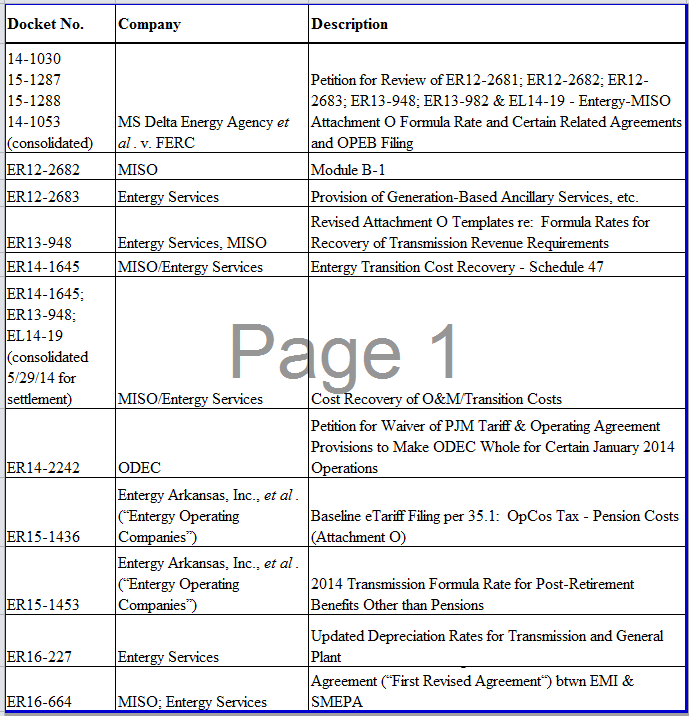 Docket No. Company Description
14-1030
15-1287
15-1288
14-1053
(consolidated)
MS Delta Energy Agency et
al . v. FERC
Petition for Review of ER12-2681; ER12-2682; ER12-
2683; ER13-948; ER13-982 & EL14-19 - Entergy-MISO
Attachment O Formula Rate and Certain Related Agreements
and OPEB Filing
ER12-2682 MISO Module B-1
ER12-2683 Entergy Services Provision of Generation-Based Ancillary Services, etc.
ER13-948 Entergy Services, MISO
Revised Attachment O Templates re:  Formula Rates for
Recovery of Transmission Revenue Requirements
ER14-1645 MISO/Entergy Services Entergy Transition Cost Recovery - Schedule 47
ER14-1645;
ER13-948;
EL14-19
(consolidated
5/29/14 for
settlement)
MISO/Entergy Services Cost Recovery of O&M/Transition Costs
Page 1
ER14-2242 ODEC
Petition for Waiver of PJM Tariff & Operating Agreement
Provisions to Make ODEC Whole for Certain January 2014
Operations
ER15-1436
Entergy Arkansas, Inc., et al .
(“Entergy Operating
Companies”)
Baseline eTariff Filing per 35.1:  OpCos Tax - Pension Costs
(Attachment O)
ER15-1453
Entergy Arkansas, Inc., et al .
(“Entergy Operating
Companies”)
2014 Transmission Formula Rate for Post-Retirement
Benefits Other than Pensions
ER16-227 Entergy Services
Updated Depreciation Rates for Transmission and General
Plant
ER16-664 MISO; Entergy Services
Agreement (“First Revised Agreement“) btwn EMI &
SMEPA